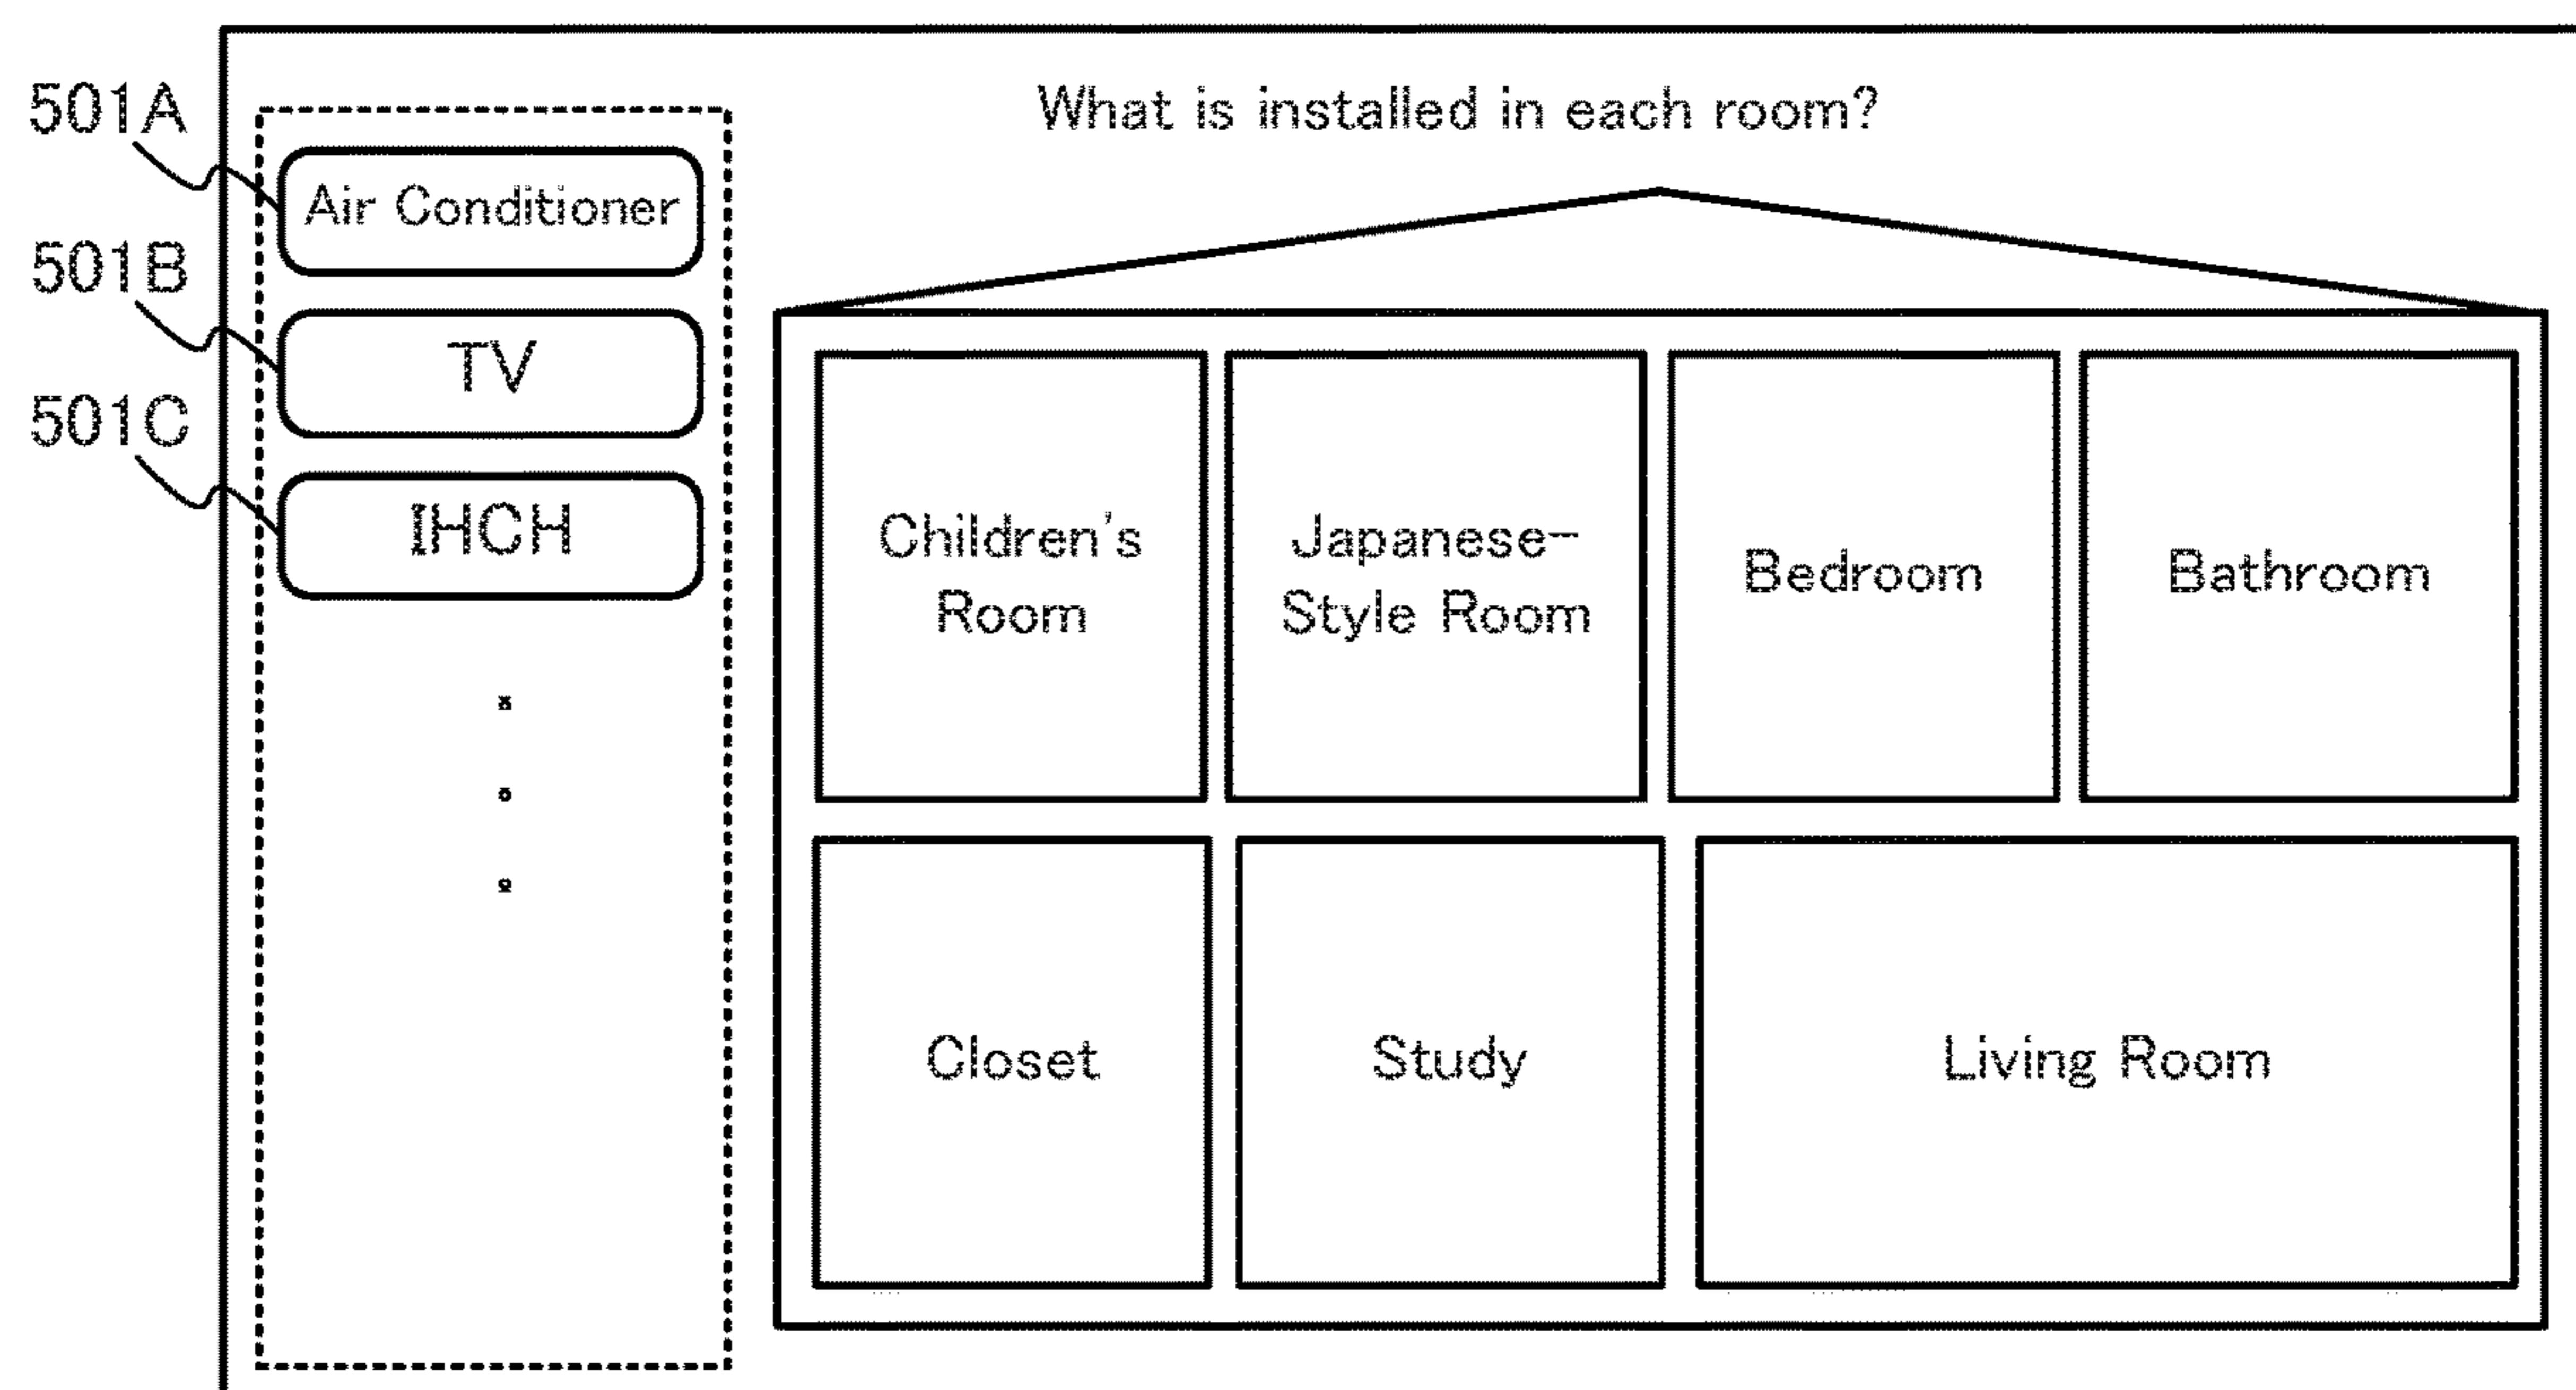 What is installed in each room?
501A
Air Conditioner
501B
TV
501C
IHCH
Children's
Room
Japanese-
Style Room
Bedroom
Bathroom
Closet
Study
Living Room